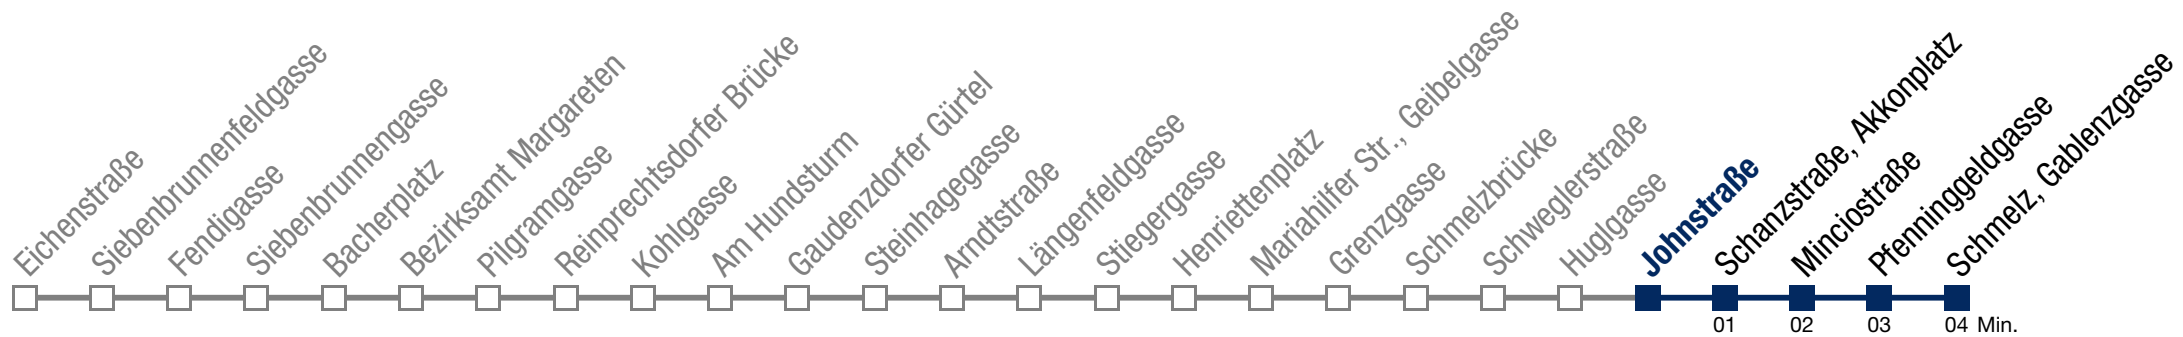 Eichenstraße
Siebenbrunnenfeldgasse
Fendigasse
Siebenbrunnengasse
Bacherplatz
Bezirksamt Margareten
Pilgramgasse
Reinprechtsdorfer Brücke
Kohlgasse
Am Hundsturm
Gaudenzdorfer Gürtel
Steinhagegasse
Arndtstraße
Längenfeldgasse
Stiegergasse
Henriettenplatz
Mariahilfer Str., Geibelgasse
Grenzgasse
Schmelzbrücke
Schweglerstraße
Huglgasse
Johnstraße
Schanzstraße, Akkonplatz
Minciostraße
Pfenninggeldgasse
Schmelz, Gablenzgasse
01 02 03 04 Min.